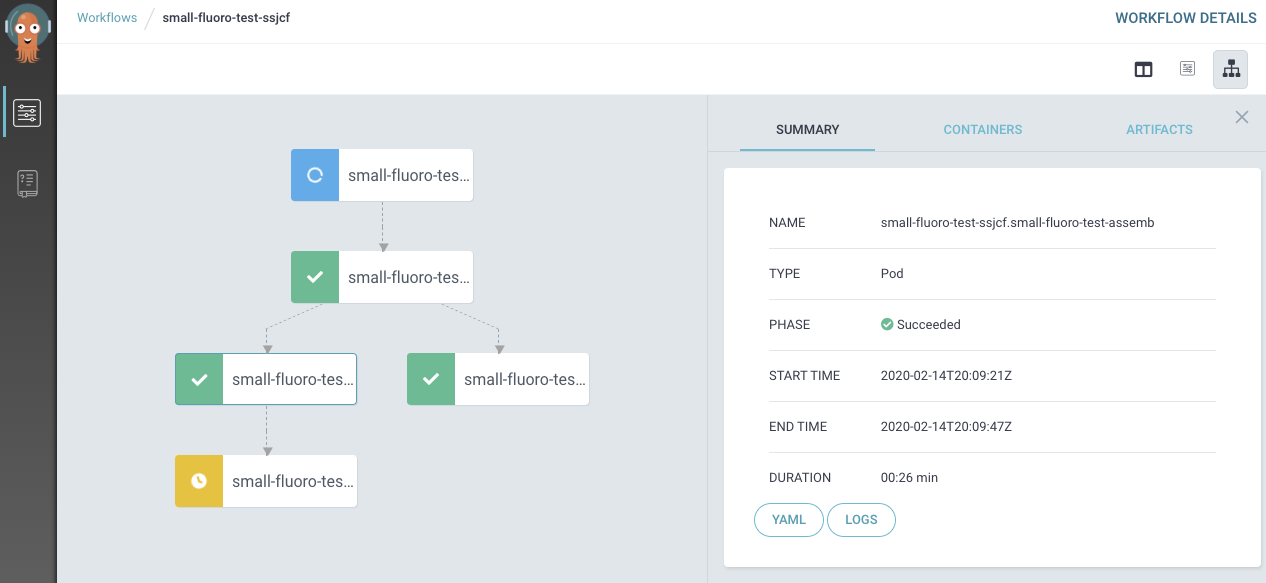 Workflows / small-fluoro-test-ssjcf
WORKFLOW DETAILS
small-fluoro-tes...
small-fluoro-tes...
small-fluoro-tes...
small-fluoro-tes...
small-fluoro-tes...
SUMMARY CONTAINERS ARTIFACTS
NAME small-fluoro-test-ssjcf.small-fluoro-test-assemb
TYPE Pod
PHASE Succeeded
START TIME 2020-02-14T20:09:21Z
END TIME 2020-02-14T20:09:47Z
DURATION 00:26 min
YAML LOGS